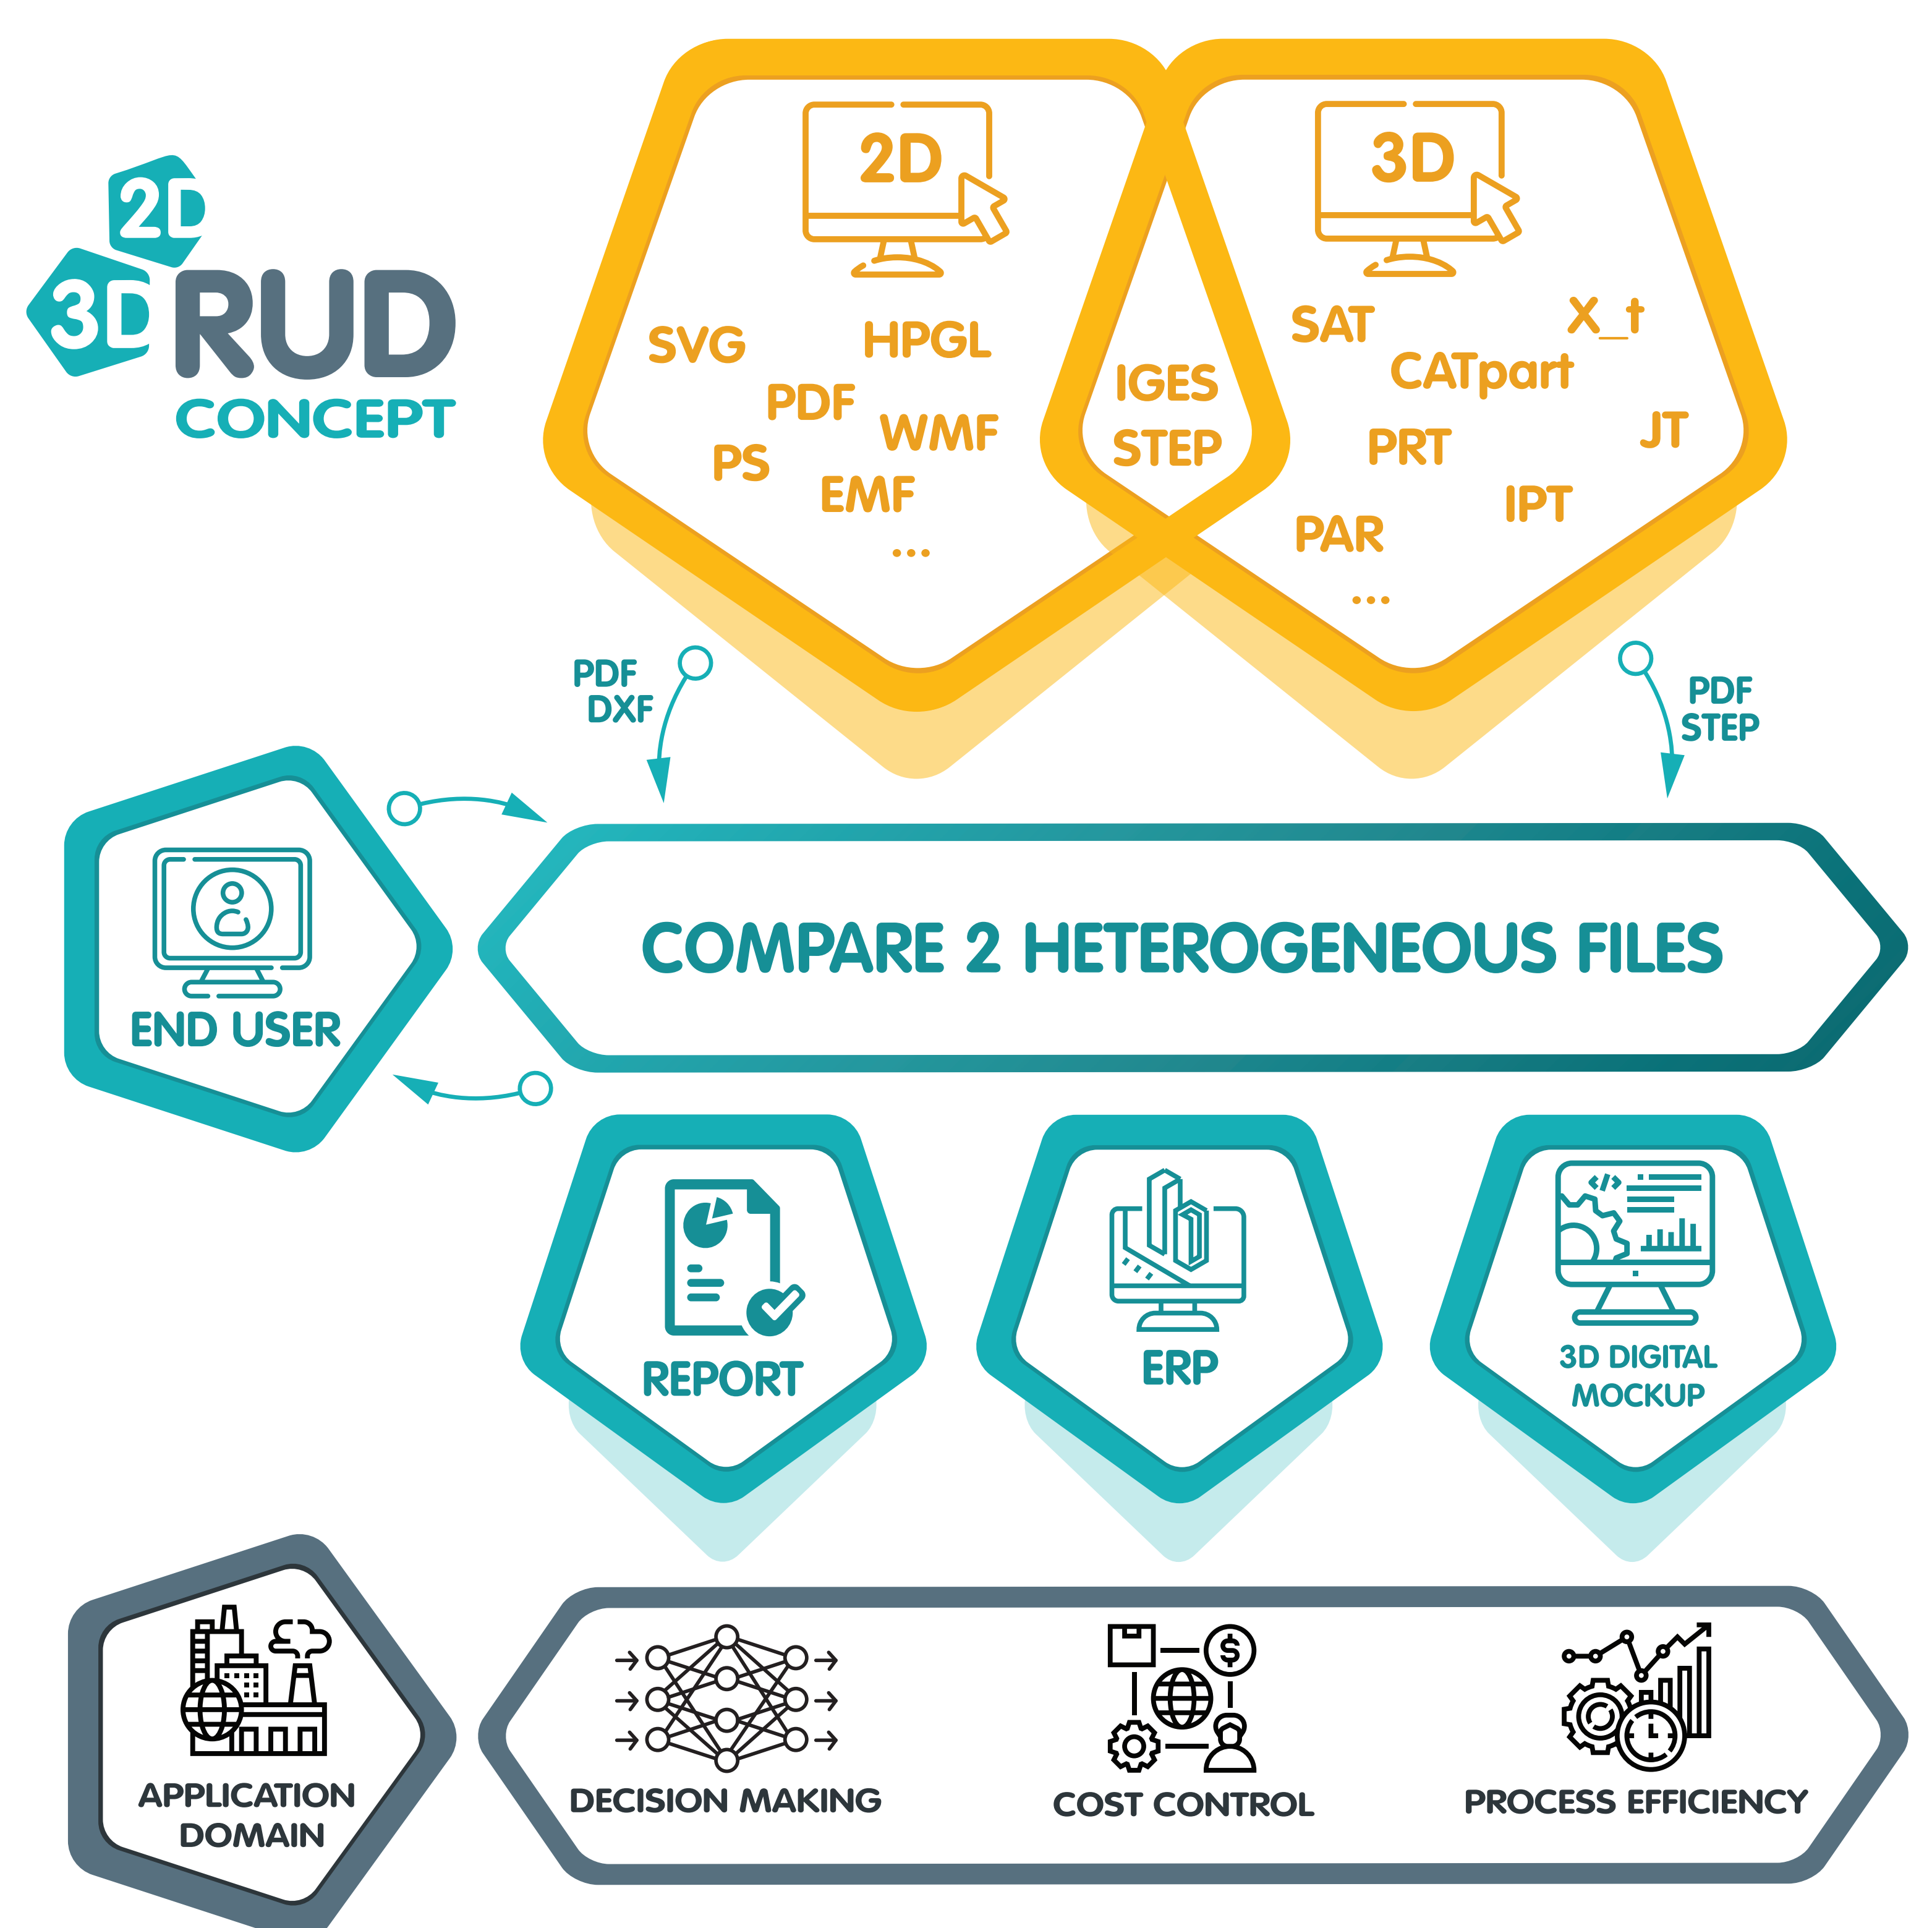 2D
3D RUD
CONCEPT
2D
SVG
HPGL
PDF
WMF
PS
EMF
...
IGES
STEP
3D
SAT
X_t
CATpart
JT
PRT
IPT
PAR
...
PDF
DXF
PDF
STEP
END USER
COMPARE 2 HETEROGENEOUS FILES
REPORT
ERP
3D DIGITAL
MOCKUP
APPLICATION
DOMAIN
DECISION MAKING
$
COST CONTROL
PROCESS EFFICIENCY